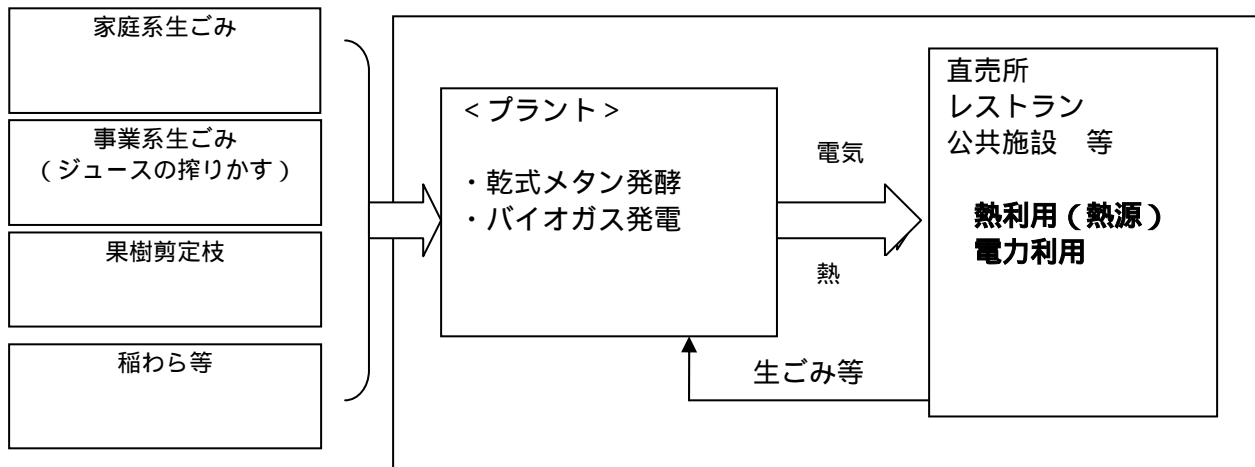 家庭系生ごみ
事業系生ごみ
(ジュースの搾りかす)
果樹剪定枝
稲わら等
<プラント>
・乾式メタン発酵
・バイオガス発電
電気
熱
生ごみ等
直売所
レストラン
公共施設　等
熱利用(熱源)
電力利用